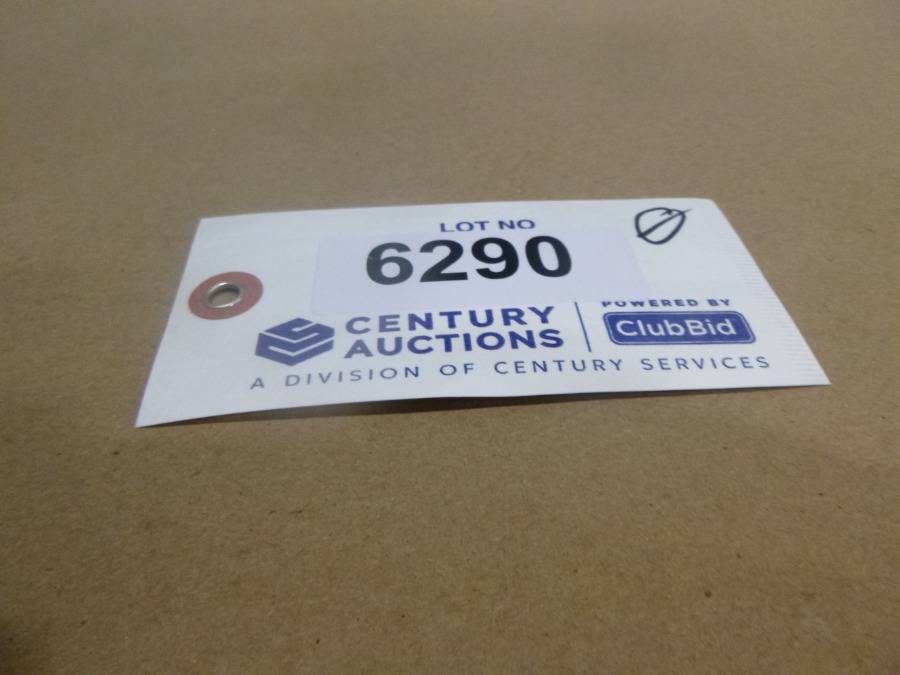 LOT NO
6290
CENTURY
AUCTIONS
POWERED BY
ClubBid
A DIVISION OF CENTURY SERVICES